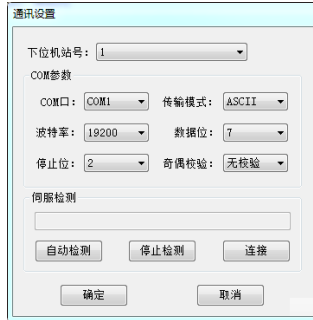 通讯设置
下位机站号: 1
COM参数
COM口: COM1 传输模式: ASCII
波特率: 19200 数据位: 7
停止位: 2 奇偶校验: 无校验
伺服检测
自动检测 停止检测 连接
确定 取消